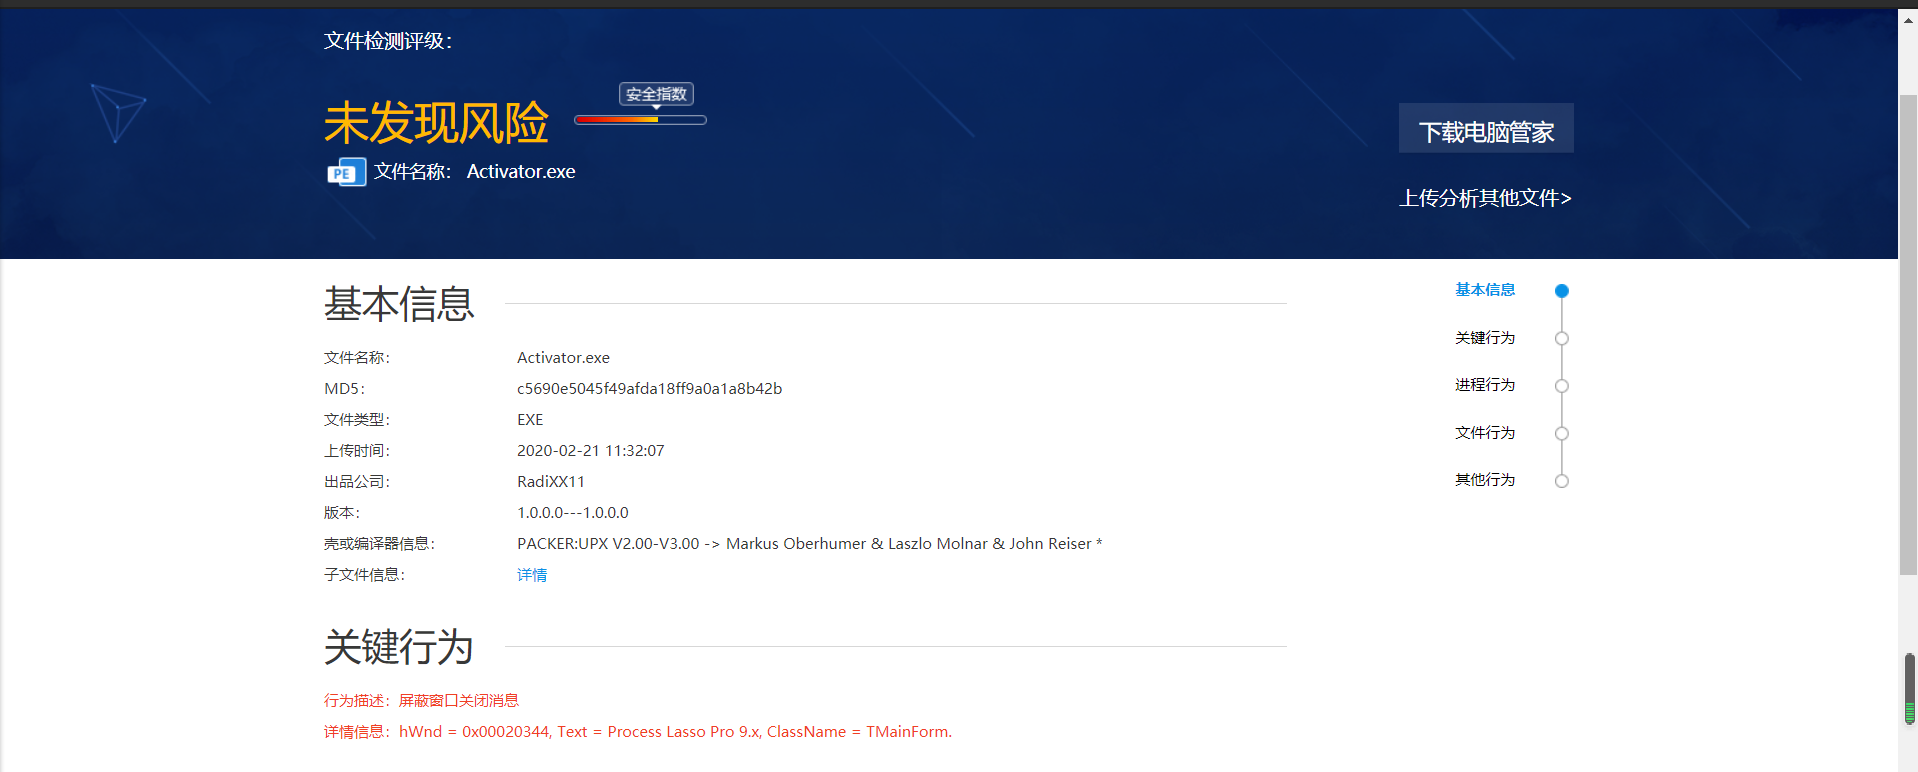 文件检测评级：
未发现风险
安全指数
下载电脑管家
PE 文件名称： Activator.exe
上传分析其他文件>
基本信息
文件名称： Activator.exe
MD5： c5690e5045f49afda18ff9a0a1a8b42b
文件类型： EXE
上传时间： 2020-02-21 11:32:07
出品公司： RadiXX11
版本： 1.0.0.0---1.0.0.0
壳或编译器信息： PACKER:UPX V2.00-V3.00 -> Markus Oberhumer & Laszlo Molnar & John Reiser *
子文件信息： 详情
关键行为
行为描述：屏蔽窗口关闭消息
详情信息：hWnd = 0x00020344, Text = Process Lasso Pro 9.x, ClassName = TMainForm.
基本信息
关键行为
进程行为
文件行为
其他行为